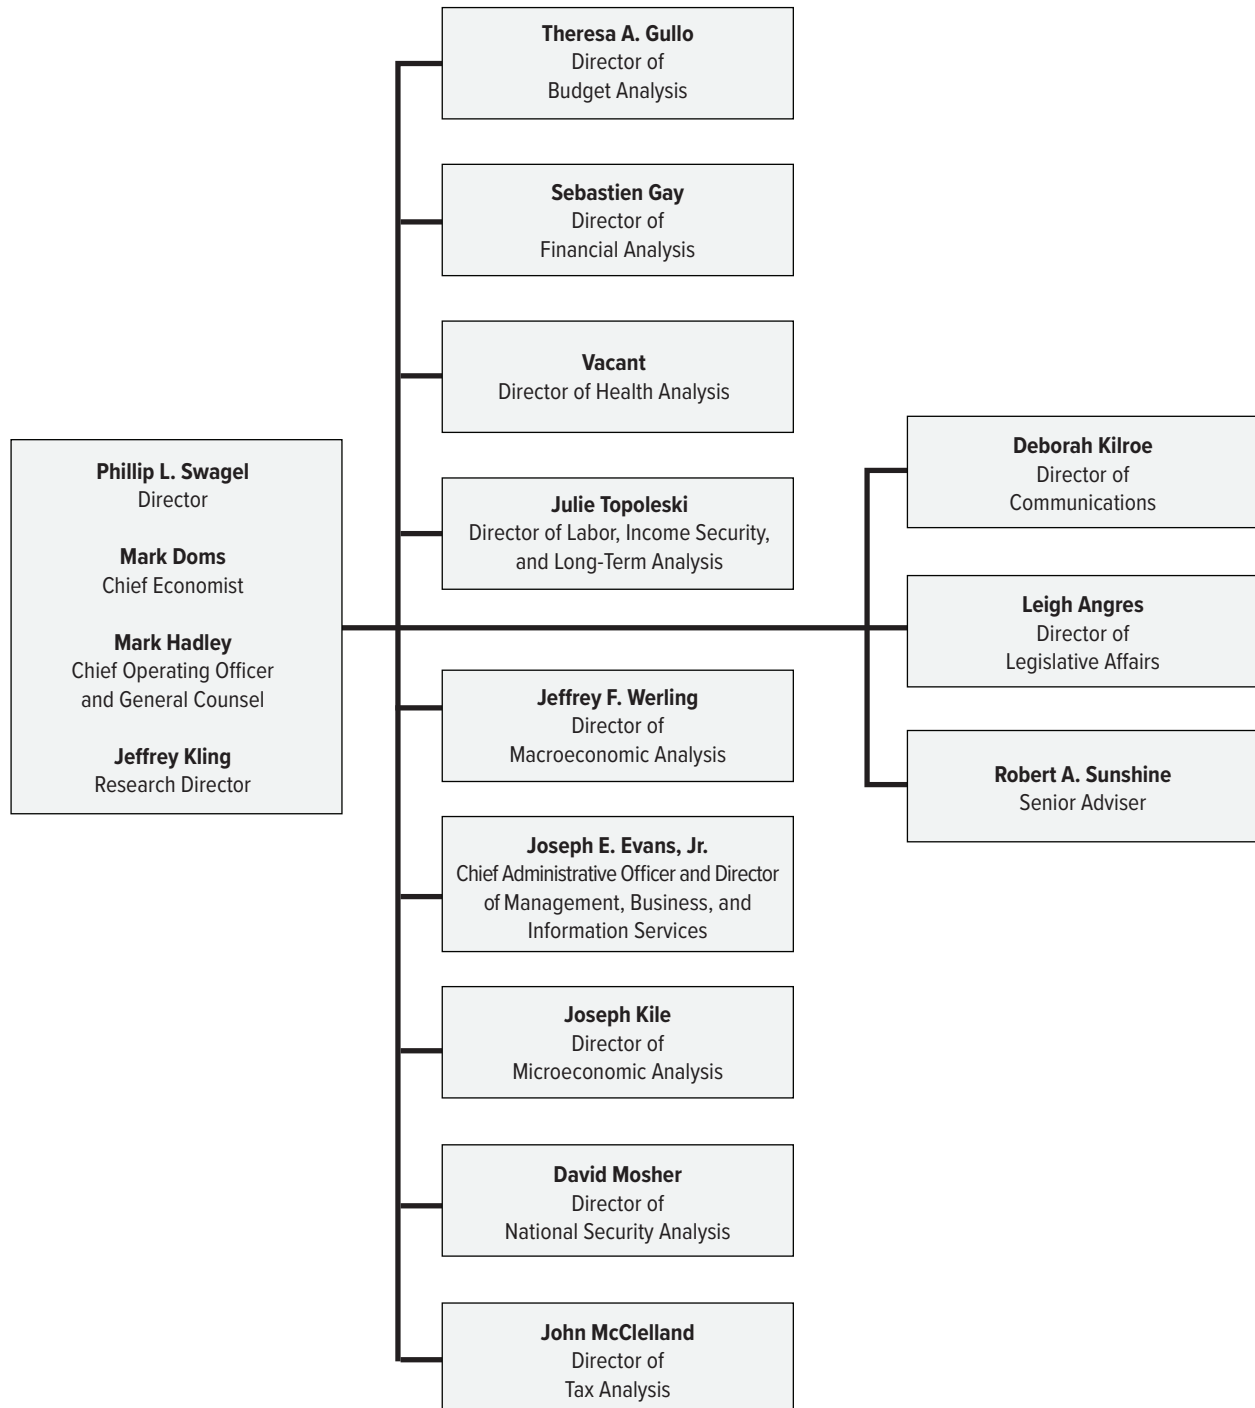 Theresa A. Gullo
Director of
Budget Analysis
Sebastien Gay
Director of
Financial Analysis
Vacant
Director of Health Analysis
Julie Topoleski
Director of Labor, Income Security,
and Long-Term Analysis
Phillip L. Swagel
Director
Mark Doms
Chief Economist
Mark Hadley
Chief Operating Officer
and General Counsel
Jeffrey Kling
Research Director
Jeffrey F. Werling
Director of
Macroeconomic Analysis
Joseph E. Evans, Jr.
Chief Administrative Officer and Director
of Management, Business, and
Information Services
Joseph Kile
Director of
Microeconomic Analysis
David Mosher
Director of
National Security Analysis
John McClelland
Director of
Tax Analysis
Deborah Kilroe
Director of
Communications
Leigh Angres
Director of
Legislative Affairs
Robert A. Sunshine
Senior Adviser